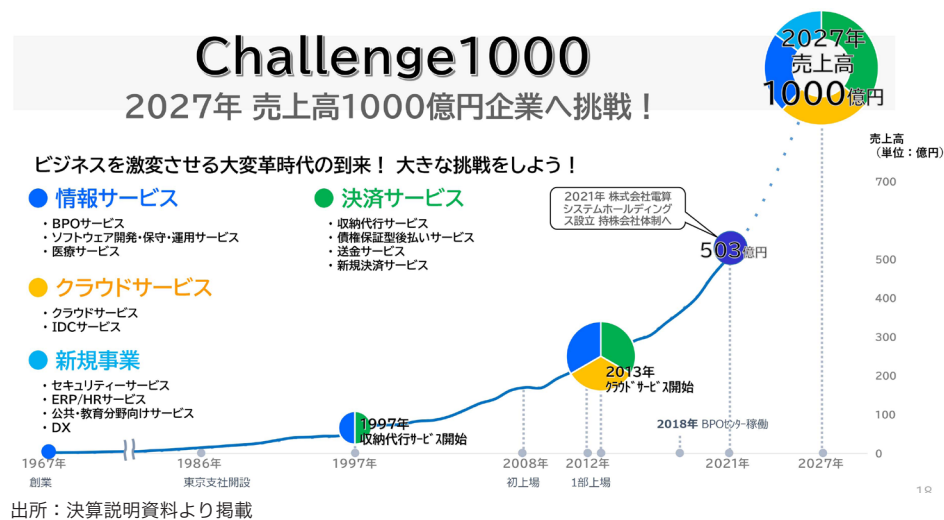 Challenge1000
2027年 売上高1000億円企業へ挑戦！
2027年
売上高
1000億円
ビジネスを激変させる大変革時代の到来！ 大きな挑戦をしよう！
情報サービス
・BPOサービス
・ソフトウェア開発・保守・運用サービス
・医療サービス
決済サービス
・収納代行サービス
・債権保証型後払いサービス
・送金サービス
・新規決済サービス
クラウドサービス
・クラウドサービス
・IDCサービス
新規事業
・セキュリティーサービス
・ERP/HRサービス
・公共・教育分野向けサービス
・DX
2021年 株式会社電算
システムホールディング
ス設立 持株会社体制へ
503億円
売上高
（単位：億円）
700
500
400
300
200
100
0
2013年
ｸﾗｳﾄﾞｻｰﾋﾞｽ開始
1997年
収納代行ｻｰﾋﾞｽ開始
2018年 BPOｾﾝﾀｰ稼働
1967年
創業
1986年
東京支社開設
1997年
2008年
初上場
2012年
1部上場
2021年
2027年
18
出所：決算説明資料より掲載